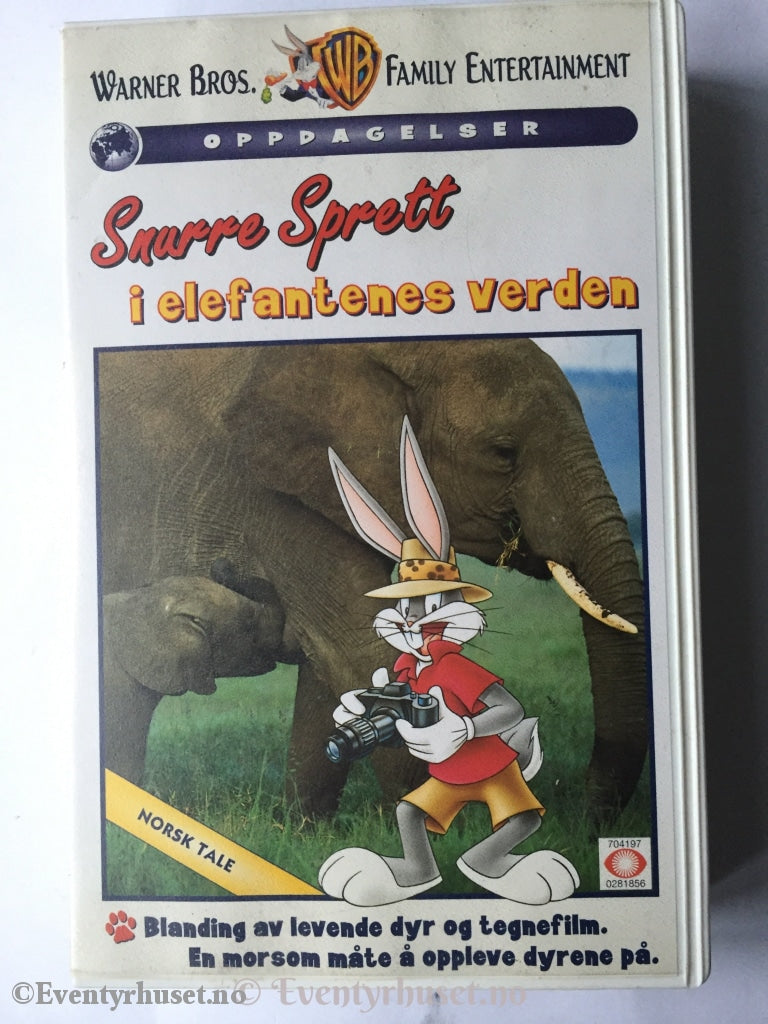 WARNER BROS. WB FAMILY ENTERTAINMENT
OPPDAGELSER
Snurre Sprett
i elefantenes verden
NORSK TALE
704197
0281856
Blanding av levende dyr og tegnefilm.
En morsom måte å oppleve dyrene på.
©Eventyrhuset.no © Eventyrhuset.no